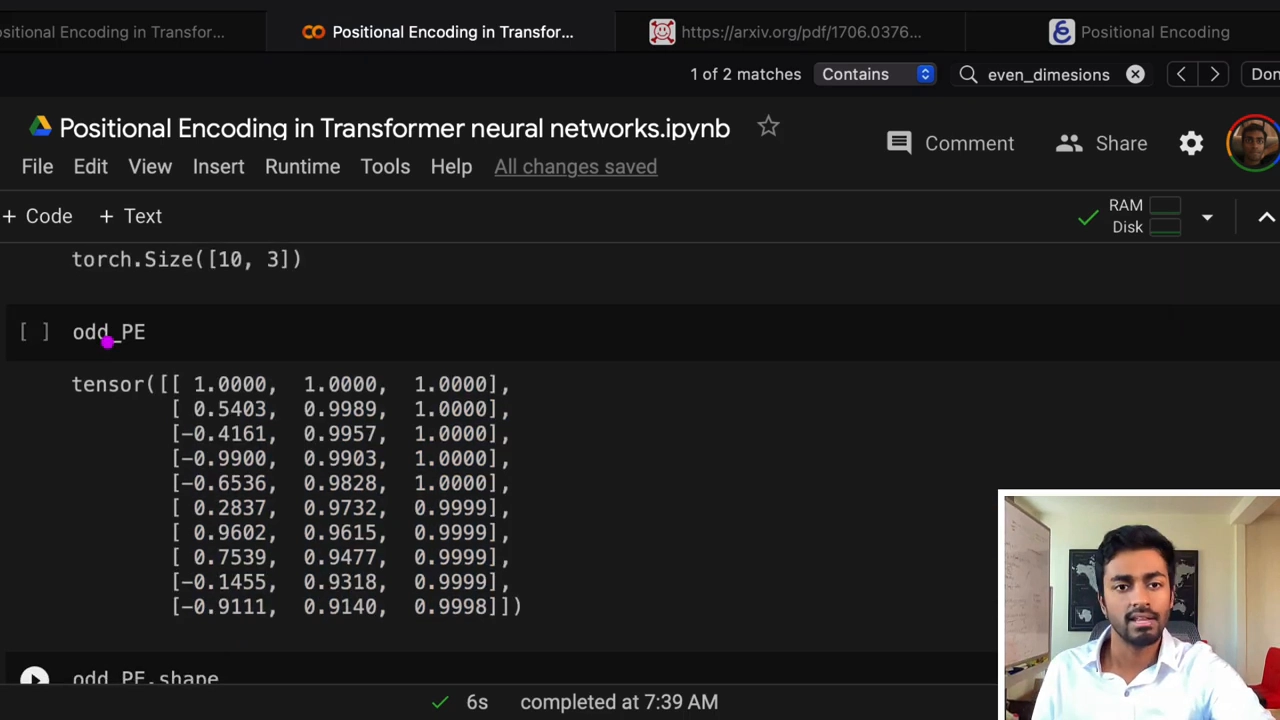 ositional Encoding in Transfor...
Positional Encoding in Transfor...
https://arxiv.org/pdf/1706.0376...
Positional Encoding
1 of 2 matches
Contains
even_dimesions
Don
Positional Encoding in Transformer neural networks.ipynb
Comment
Share
File Edit View Insert Runtime Tools Help All changes saved
+ Code + Text
RAM
Disk
torch.Size([10, 3])
[ ] odd_PE
tensor([[ 1.0000,  1.0000,  1.0000],
[ 0.5403,  0.9989,  1.0000],
[-0.4161,  0.9957,  1.0000],
[-0.9900,  0.9903,  1.0000],
[-0.6536,  0.9828,  1.0000],
[ 0.2837,  0.9732,  0.9999],
[ 0.9602,  0.9615,  0.9999],
[ 0.7539,  0.9477,  0.9999],
[-0.1455,  0.9318,  0.9999],
[-0.9111,  0.9140,  0.9998]])
odd_PE.shape
6s completed at 7:39 AM